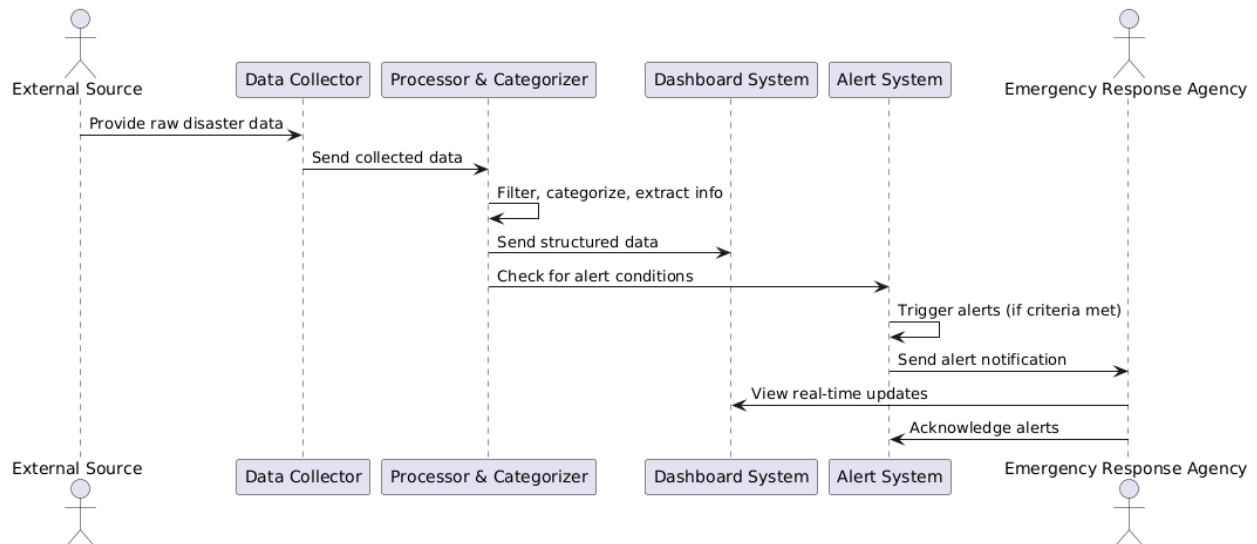 External Source
Data Collector
Processor & Categorizer
Dashboard System
Alert System
Emergency Response Agency
Provide raw disaster data
Send collected data
Filter, categorize, extract info
Send structured data
Check for alert conditions
Trigger alerts (if criteria met)
Send alert notification
View real-time updates
Acknowledge alerts
External Source
Data Collector
Processor & Categorizer
Dashboard System
Alert System
Emergency Response Agency